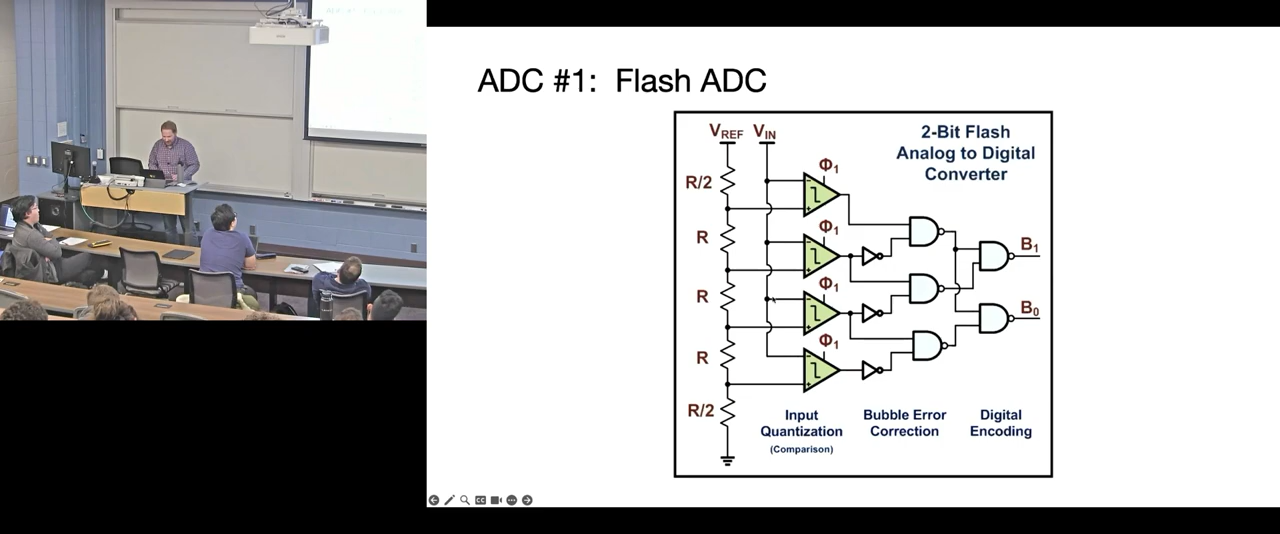 ADC #1: Flash ADC
V_REF V_IN
2-Bit Flash
Analog to Digital
Converter
Φ1
R/2
R
Φ1
B1
R
Φ1
B0
R
Φ1
R/2
Input
Quantization
(Comparison)
Bubble Error
Correction
Digital
Encoding